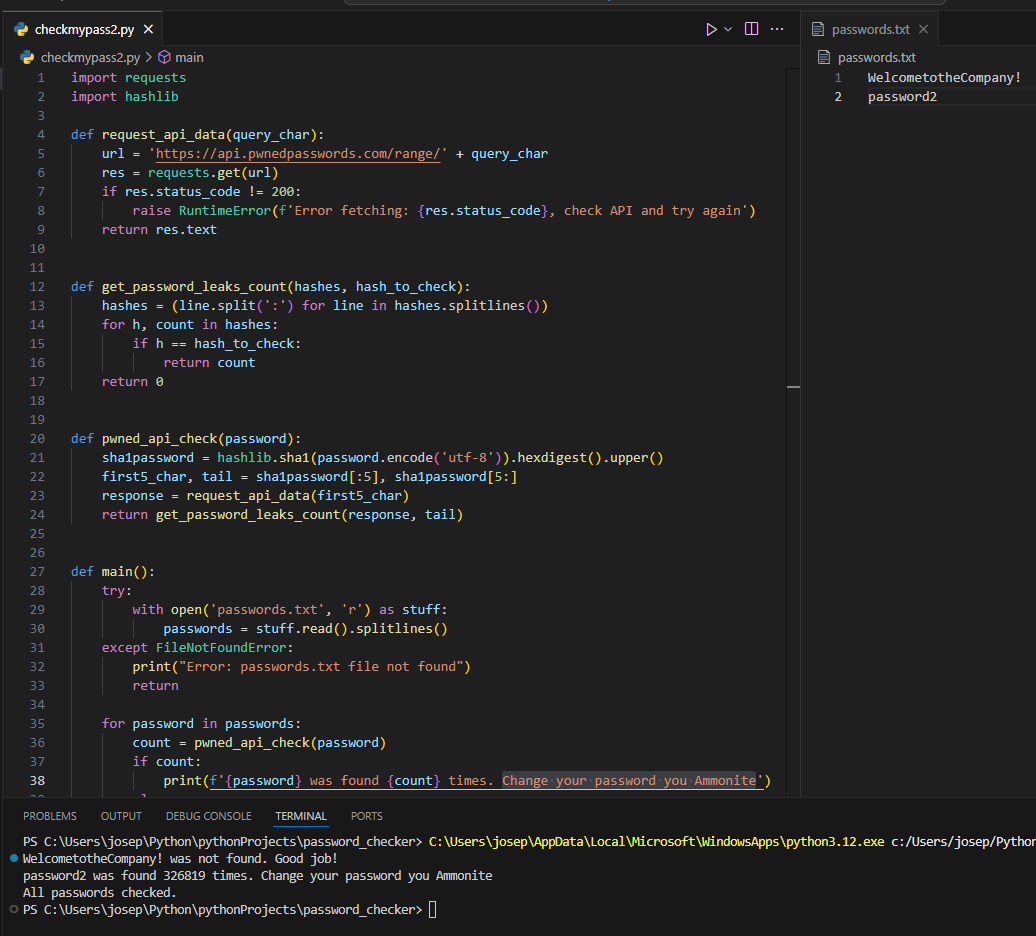 checkmypass2.py
checkmypass2.py > main
1 import requests
2 import hashlib
3
4 def request_api_data(query_char):
5     url = 'https://api.pwnedpasswords.com/range/' + query_char
6     res = requests.get(url)
7     if res.status_code != 200:
8         raise RuntimeError(f'Error fetching: {res.status_code}, check API and try again')
9     return res.text
10
11
12 def get_password_leaks_count(hashes, hash_to_check):
13     hashes = (line.split(':') for line in hashes.splitlines())
14     for h, count in hashes:
15         if h == hash_to_check:
16             return count
17     return 0
18
19
20 def pwned_api_check(password):
21     sha1password = hashlib.sha1(password.encode('utf-8')).hexdigest().upper()
22     first5_char, tail = sha1password[:5], sha1password[5:]
23     response = request_api_data(first5_char)
24     return get_password_leaks_count(response, tail)
25
26
27 def main():
28     try:
29         with open('passwords.txt', 'r') as stuff:
30             passwords = stuff.read().splitlines()
31     except FileNotFoundError:
32         print("Error: passwords.txt file not found")
33         return
34
35     for password in passwords:
36         count = pwned_api_check(password)
37         if count:
38             print(f'{password} was found {count} times. Change your password you Ammonite')
passwords.txt
passwords.txt
1 WelcometotheCompany!
2 password2
PROBLEMS OUTPUT DEBUG CONSOLE TERMINAL PORTS
PS C:\Users\josep\Python\pythonProjects\password_checker> C:\Users\josep\AppData\Local\Microsoft\WindowsApps\python3.12.exe c:/Users/josep/Python
WelcometotheCompany! was not found. Good job!
password2 was found 326819 times. Change your password you Ammonite
All passwords checked.
PS C:\Users\josep\Python\pythonProjects\password_checker>